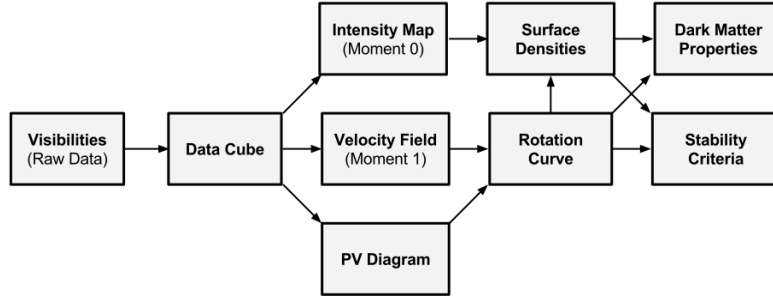 Intensity Map
(Moment 0)
Surface
Densities
Dark Matter
Properties
Visibilities
(Raw Data)
Data Cube
Velocity Field
(Moment 1)
Rotation
Curve
Stability
Criteria
PV Diagram